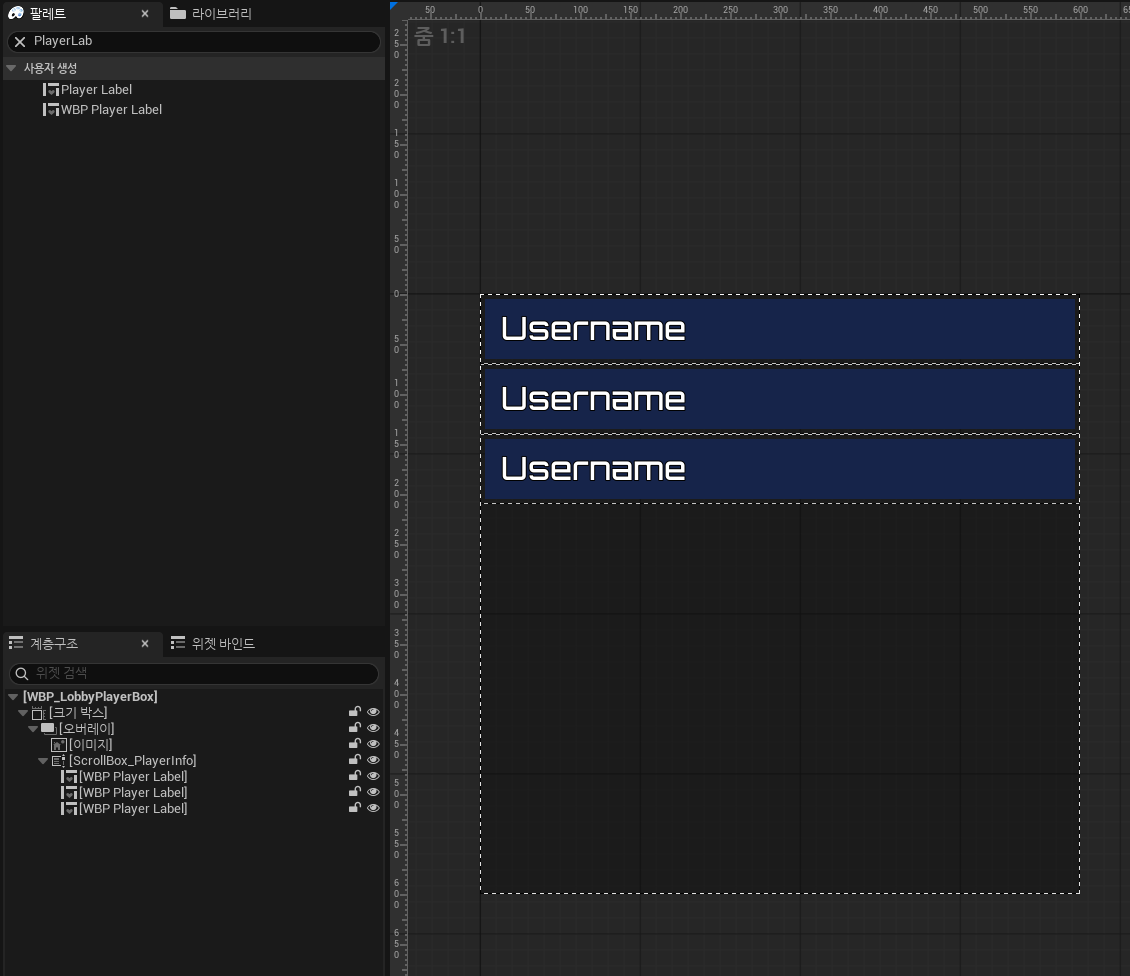 팔레트
라이브러리
PlayerLab
사용자 생성
Player Label
WBP Player Label
계층구조
위젯 바인드
위젯 검색
[WBP_LobbyPlayerBox]
[크기 박스]
[오버레이]
[이미지]
[ScrollBox_PlayerInfo]
[WBP Player Label]
[WBP Player Label]
[WBP Player Label]
50 0 50 100 150 200 250 300 350 400 450 500 550 600
줌 1:1
250
200
150
100
50
0
50
100
150
200
250
300
350
400
450
500
550
600
650
Username
Username
Username